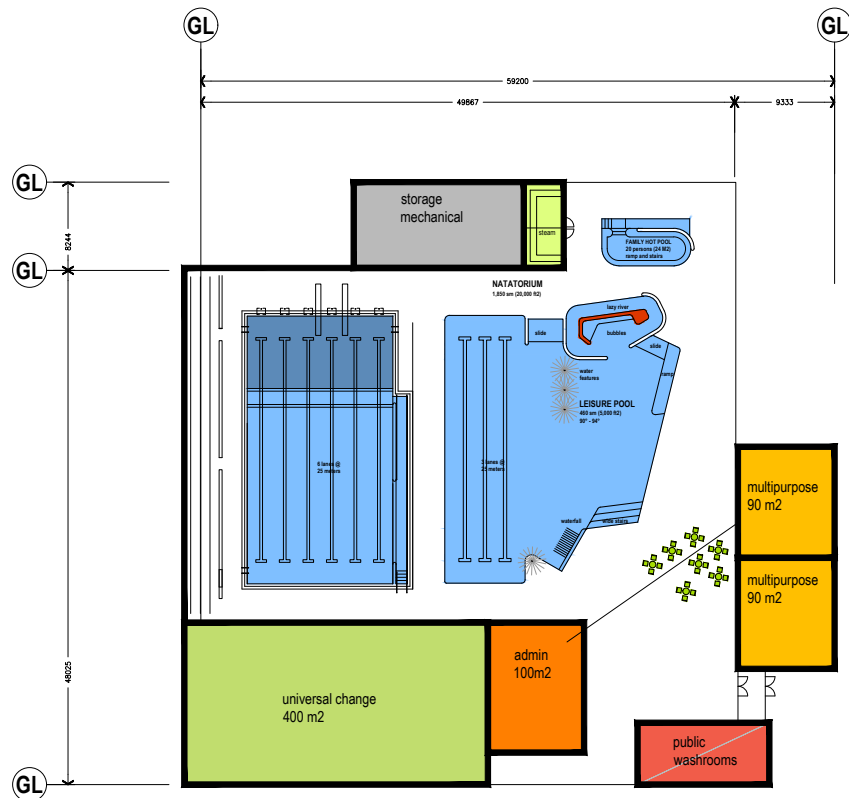 GL
GL
59200
49867
9333
GL
8244
GL
storage
mechanical
steam
FAMILY HOT POOL
20 persons (24 M2)
ramp and stairs
NATATORIUM
1,850 sm (20,000 ft2)
lazy river
slide
bubbles
slide
water
features
ramp
LEISURE POOL
460 sm (5,000 ft2)
90° - 94°
6 lanes @
25 meters
3 lanes @
25 meters
multipurpose
90 m2
waterfall
wide stairs
multipurpose
90 m2
48025
admin
100m2
universal change
400 m2
public
washrooms
GL